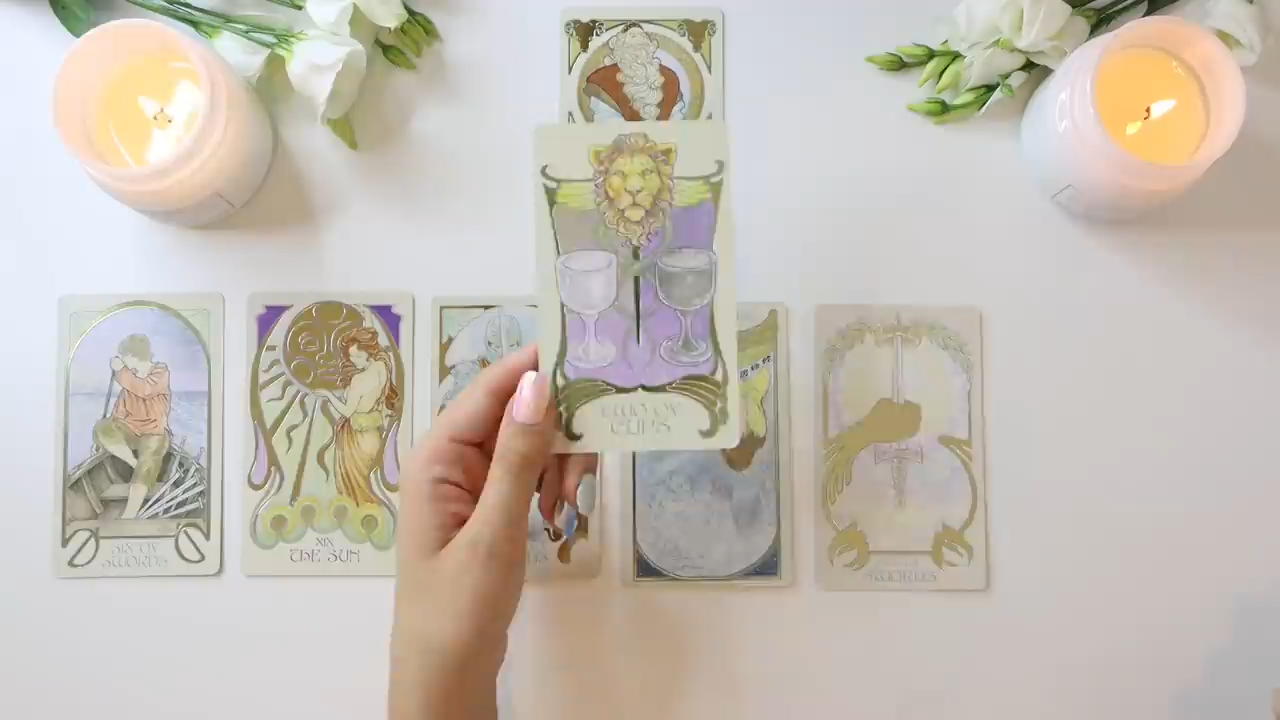 TWO OF
CUPS
SIX OF
SWORDS
XIX
THE SUN
SWORDS